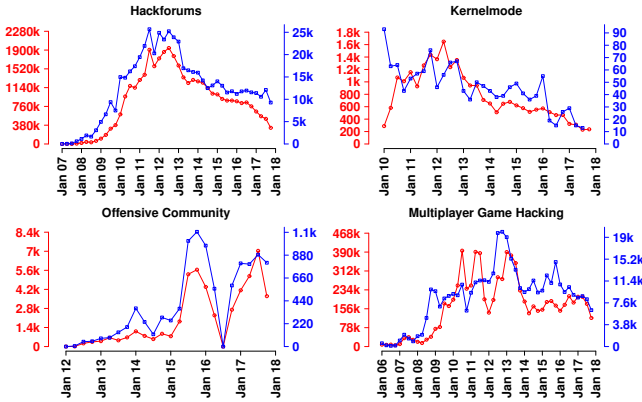 Hackforums
2280k
1900k
1520k
1140k
760k
380k
0
25k
20k
15k
10k
5k
0
Jan 07
Jan 08
Jan 09
Jan 10
Jan 11
Jan 12
Jan 13
Jan 14
Jan 15
Jan 16
Jan 17
Jan 18
Kernelmode
1.8k
1.6k
1.4k
1.2k
1k
800
600
400
200
0
90
80
70
60
50
40
30
20
10
0
Jan 10
Jan 11
Jan 12
Jan 13
Jan 14
Jan 15
Jan 16
Jan 17
Jan 18
Offensive Community
8.4k
7k
5.6k
4.2k
2.8k
1.4k
0
1.1k
880
660
440
220
0
Jan 12
Jan 13
Jan 14
Jan 15
Jan 16
Jan 17
Jan 18
Multiplayer Game Hacking
468k
390k
312k
234k
156k
78k
0
19k
15.2k
11.4k
7.6k
3.8k
0
Jan 06
Jan 07
Jan 08
Jan 09
Jan 10
Jan 11
Jan 12
Jan 13
Jan 14
Jan 15
Jan 16
Jan 17
Jan 18